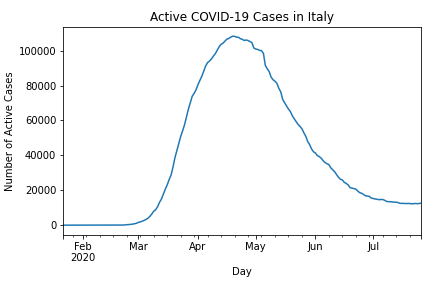 Active COVID-19 Cases in Italy
Number of Active Cases
100000
80000
60000
40000
20000
0
Feb Mar Apr May Jun Jul
2020
Day